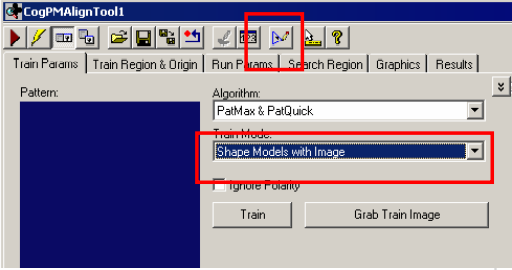 CogPMAlignTool1
Train Params Train Region & Origin Run Params Search Region Graphics Results
Pattern:
Algorithm:
PatMax & PatQuick
Train Mode:
Shape Models with Image
Ignore Polarity
Train Grab Train Image